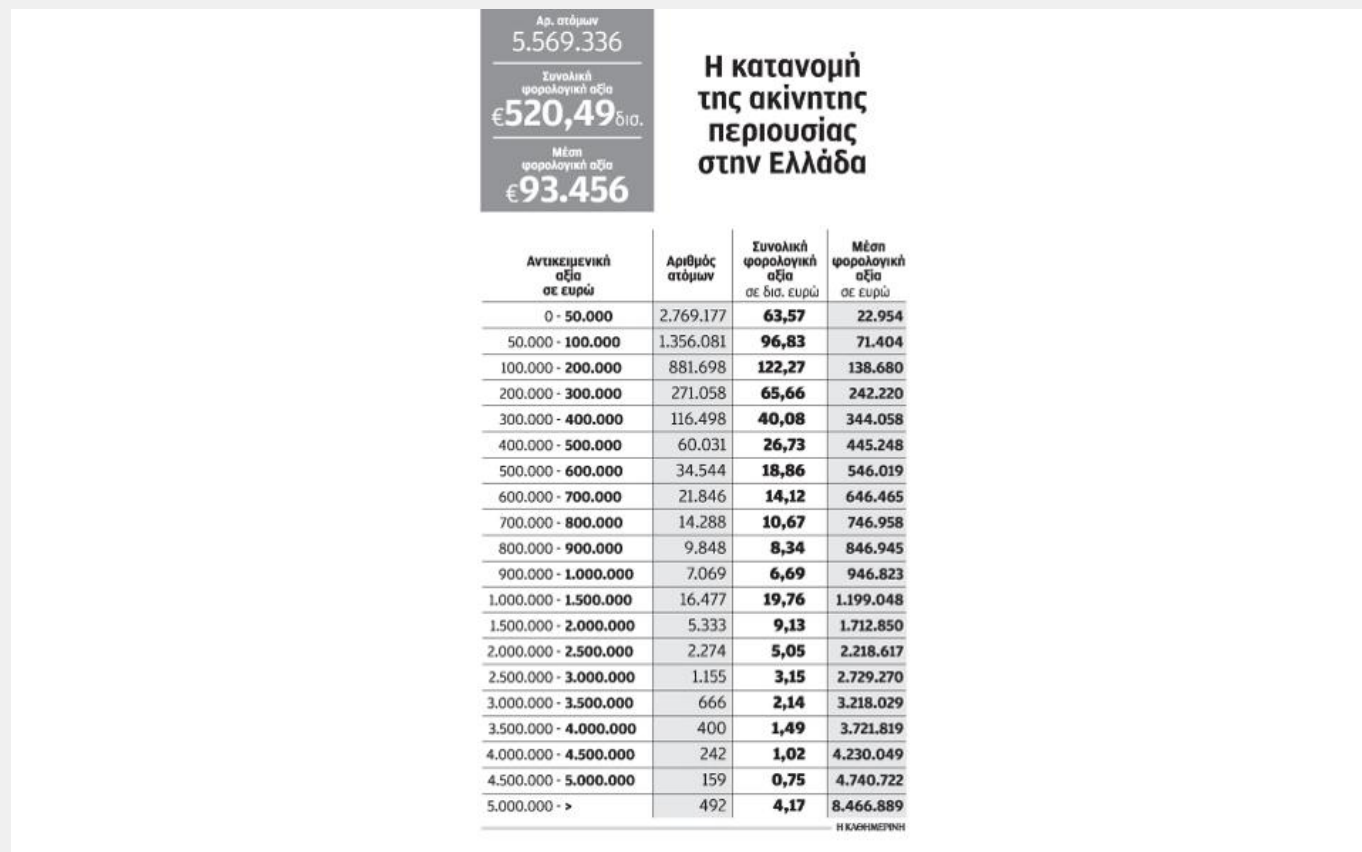 Αρ. ατόμων
5.569.336
Συνολική
φορολογική αξία
€520,49δισ.
Μέση
φορολογική αξία
€93.456
Η κατανομή
της ακίνητης
περιουσίας
στην Ελλάδα
Αντικειμενική
αξία
σε ευρώ
Αριθμός
ατόμων
Συνολική
φορολογική
αξία
σε δισ. ευρώ
Μέση
φορολογική
αξία
σε ευρώ
0 - 50.000 2.769.177 63,57 22.954
50.000 - 100.000 1.356.081 96,83 71.404
100.000 - 200.000 881.698 122,27 138.680
200.000 - 300.000 271.058 65,66 242.220
300.000 - 400.000 116.498 40,08 344.058
400.000 - 500.000 60.031 26,73 445.248
500.000 - 600.000 34.544 18,86 546.019
600.000 - 700.000 21.846 14,12 646.465
700.000 - 800.000 14.288 10,67 746.958
800.000 - 900.000 9.848 8,34 846.945
900.000 - 1.000.000 7.069 6,69 946.823
1.000.000 - 1.500.000 16.477 19,76 1.199.048
1.500.000 - 2.000.000 5.333 9,13 1.712.850
2.000.000 - 2.500.000 2.274 5,05 2.218.617
2.500.000 - 3.000.000 1.155 3,15 2.729.270
3.000.000 - 3.500.000 666 2,14 3.218.029
3.500.000 - 4.000.000 400 1,49 3.721.819
4.000.000 - 4.500.000 242 1,02 4.230.049
4.500.000 - 5.000.000 159 0,75 4.740.722
5.000.000 - > 492 4,17 8.466.889
Η ΚΑΘΗΜΕΡΙΝΗ